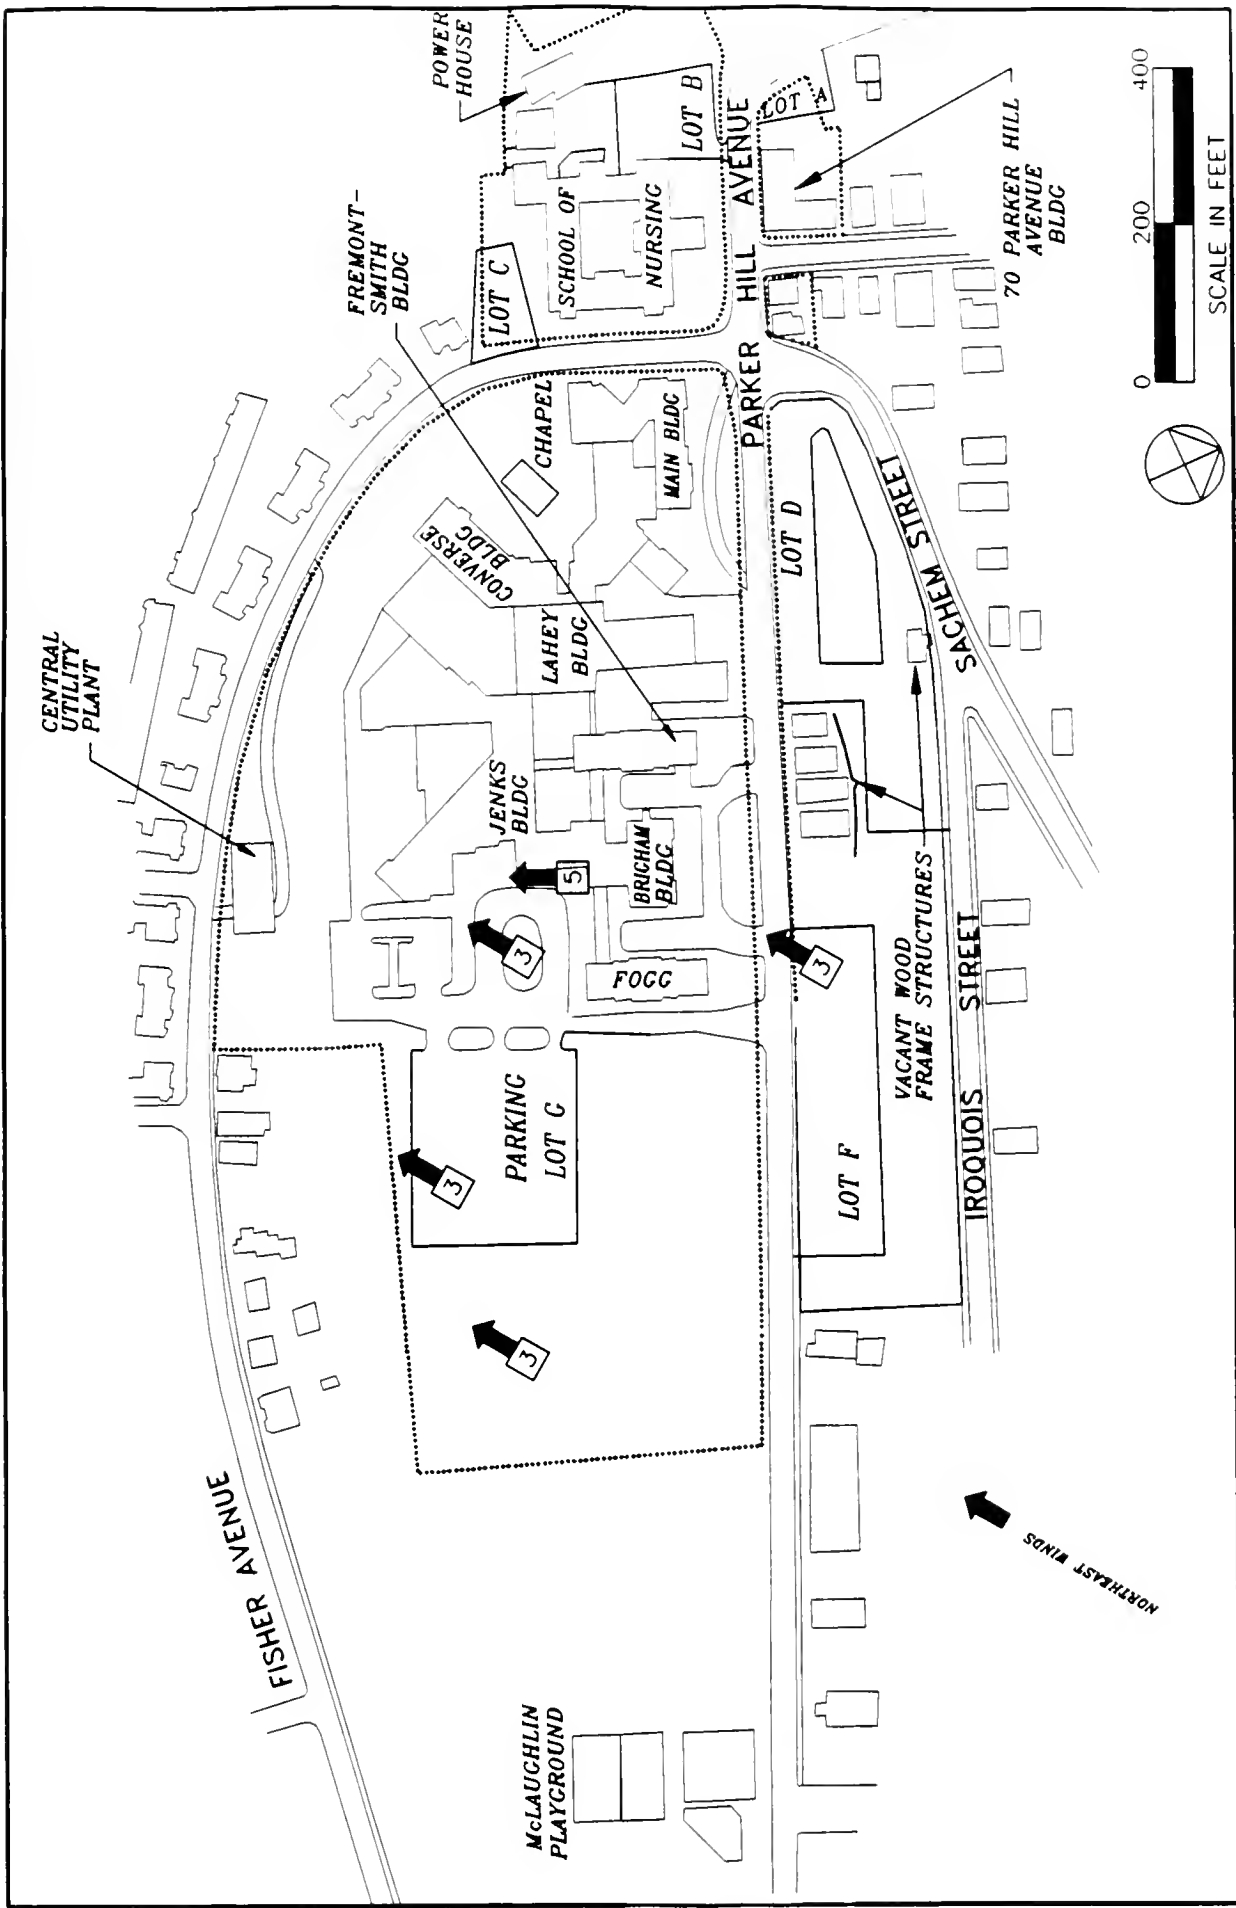 POWER
HOUSE
LOT B
LOT A
PARKER HILL AVENUE
70 PARKER HILL
AVENUE
BLDG
0 200 400
SCALE IN FEET
FREMONT-
SMITH
BLDG
LOT C
SCHOOL OF
NURSING
CHAPEL
MAIN BLDG
CONVERSE
BLDG
LAHEY
BLDG
LOT D
SACHEM STREET
CENTRAL
UTILITY
PLANT
JENKS
BLDG
BRIGHAM
BLDG
5
3
3
FOGG
VACANT WOOD
FRAME STRUCTURES
IROQUOIS STREET
PARKING
LOT G
3
LOT F
3
FISHER AVENUE
NORTHEAST WINDS
McLAUGHLIN
PLAYGROUND